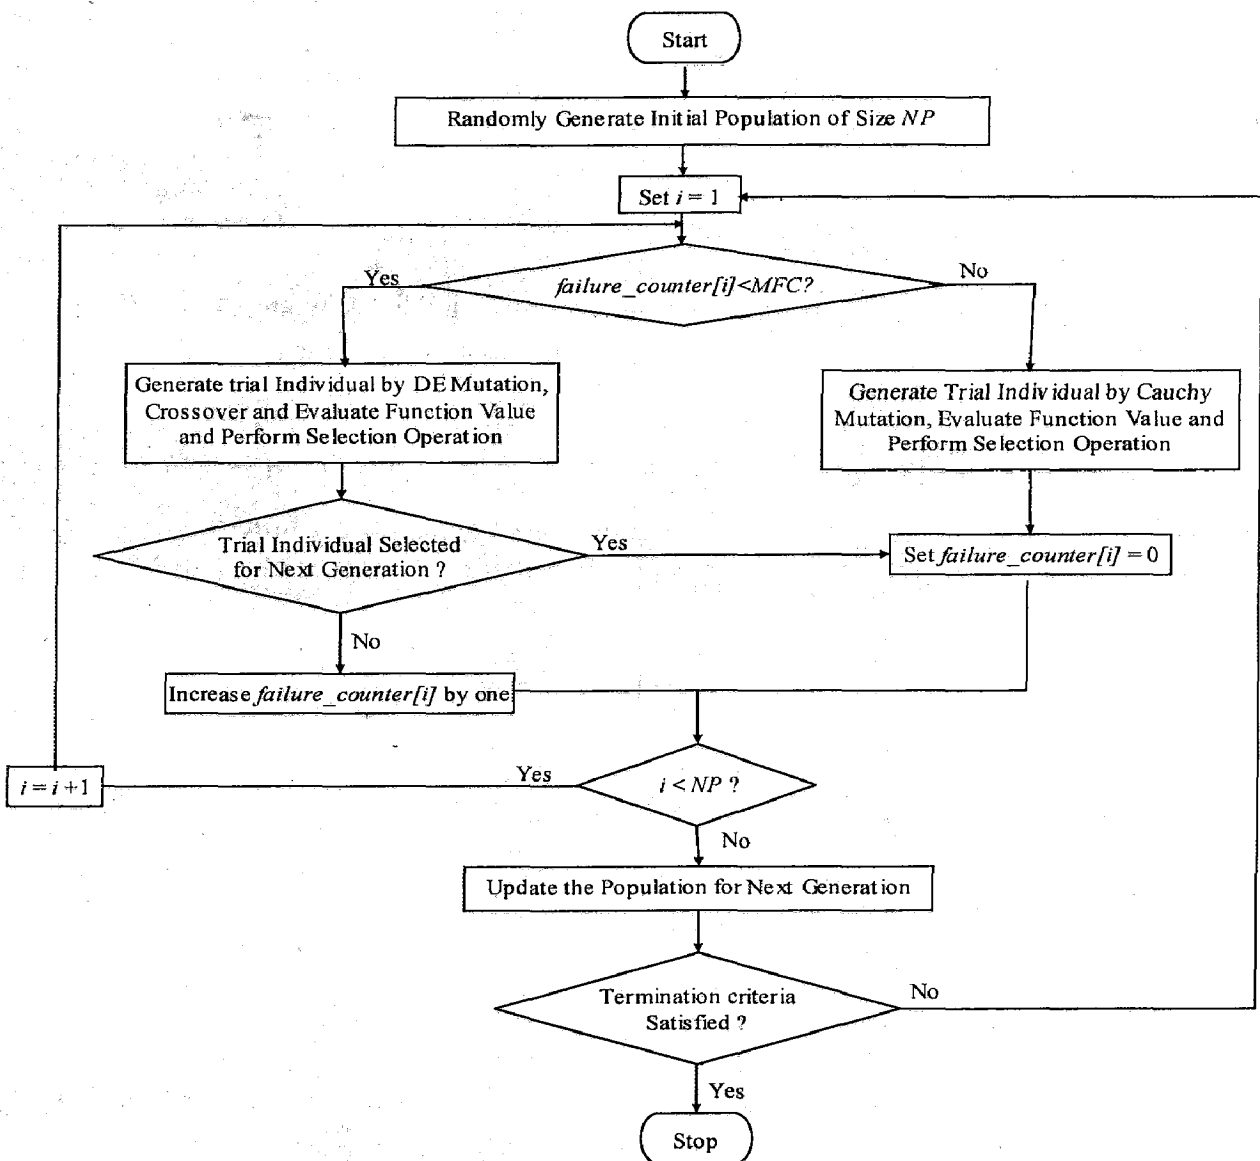 Start
Randomly Generate Initial Population of Size NP
Set i = 1
failure_counter[i]<MFC?
Yes
No
Generate trial Individual by DE Mutation,
Crossover and Evaluate Function Value
and Perform Selection Operation
Generate Trial Individual by Cauchy
Mutation, Evaluate Function Value and
Perform Selection Operation
Trial Individual Selected
for Next Generation ?
Yes
Set failure_counter[i] = 0
No
Increase failure_counter[i] by one
i < NP ?
Yes
i = i+1
No
Update the Population for Next Generation
Termination criteria
Satisfied ?
No
Yes
Stop